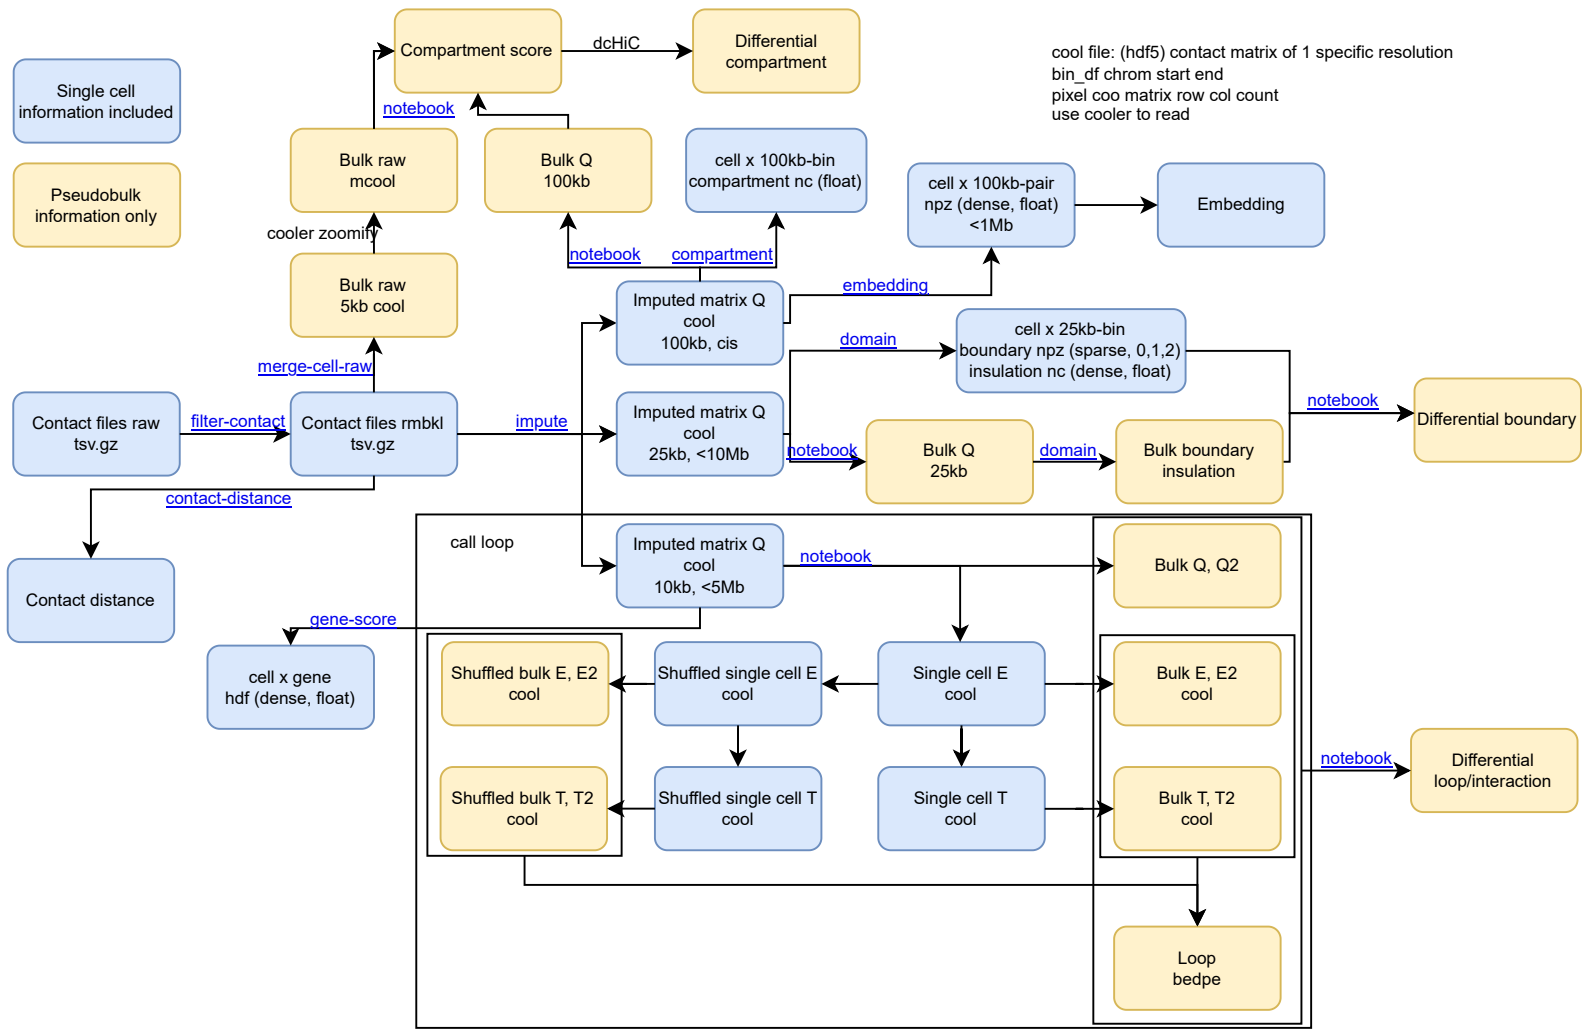 Compartment score
dcHiC
Differential
compartment
cool file: (hdf5) contact matrix of 1 specific resolution
bin_df chrom start end
pixel coo matrix row col count
use cooler to read
Single cell
information included
notebook
Bulk raw
mcool
Bulk Q
100kb
cell x 100kb-bin
compartment nc (float)
cell x 100kb-pair
npz (dense, float)
<1Mb
Embedding
Pseudobulk
information only
cooler zoomify
notebook
compartment
Bulk raw
5kb cool
Imputed matrix Q
cool
100kb, cis
embedding
cell x 25kb-bin
boundary npz (sparse, 0,1,2)
insulation nc (dense, float)
domain
merge-cell-raw
Contact files raw
tsv.gz
filter-contact
Contact files rmbkl
tsv.gz
impute
Imputed matrix Q
cool
25kb, <10Mb
notebook
Bulk Q
25kb
domain
Bulk boundary
insulation
notebook
Differential boundary
contact-distance
Contact distance
call loop
Imputed matrix Q
cool
10kb, <5Mb
notebook
Bulk Q, Q2
gene-score
cell x gene
hdf (dense, float)
Shuffled bulk E, E2
cool
Shuffled single cell E
cool
Single cell E
cool
Bulk E, E2
cool
Shuffled bulk T, T2
cool
Shuffled single cell T
cool
Single cell T
cool
Bulk T, T2
cool
notebook
Differential
loop/interaction
Loop
bedpe